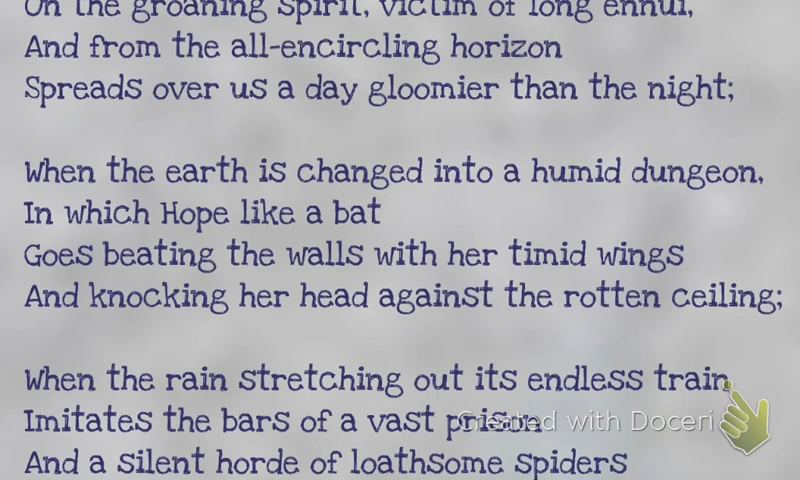 On the groaning spirit, victim of long ennui,
And from the all-encircling horizon
Spreads over us a day gloomier than the night;
When the earth is changed into a humid dungeon,
In which Hope like a bat
Goes beating the walls with her timid wings
And knocking her head against the rotten ceiling;
When the rain stretching out its endless train
Imitates the bars of a vast prison
Created with Doceri
And a silent horde of loathsome spiders